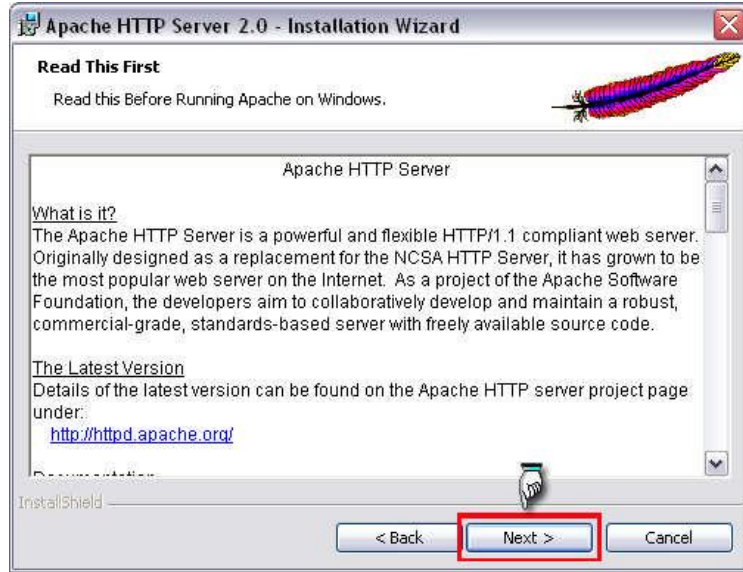 Apache HTTP Server 2.0 - Installation Wizard
Read This First
Read this Before Running Apache on Windows.
Apache HTTP Server
What is it?
The Apache HTTP Server is a powerful and flexible HTTP/1.1 compliant web server.
Originally designed as a replacement for the NCSA HTTP Server, it has grown to be
the most popular web server on the Internet. As a project of the Apache Software
Foundation, the developers aim to collaboratively develop and maintain a robust,
commercial-grade, standards-based server with freely available source code.
The Latest Version
Details of the latest version can be found on the Apache HTTP server project page
under:
http://httpd.apache.org/
InstallShield
< Back
Next >
Cancel